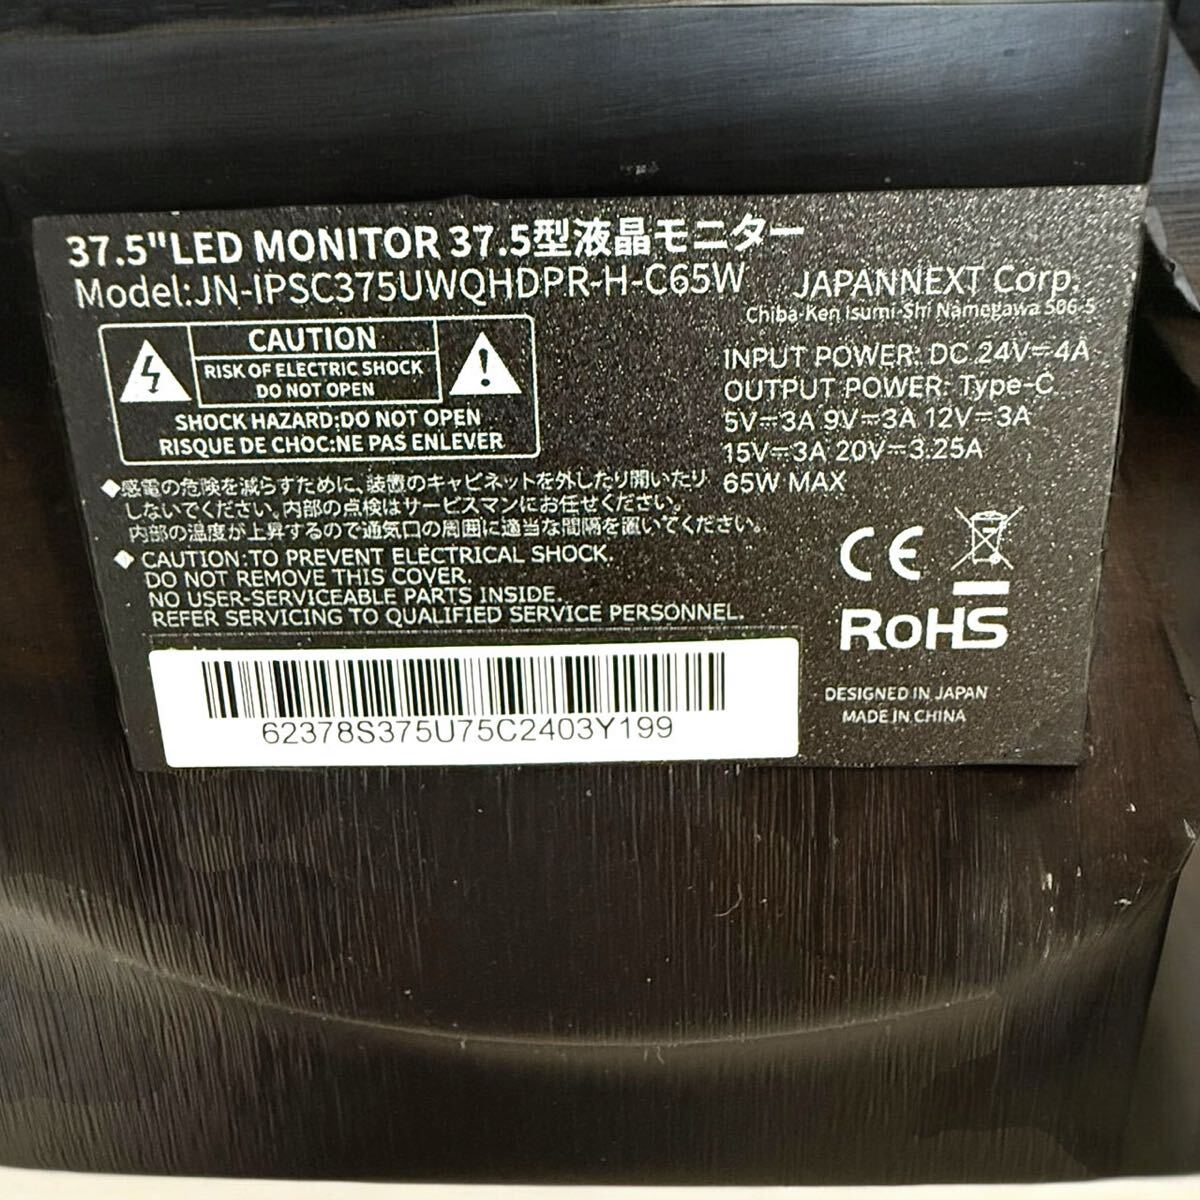 37.5"LED MONITOR 37.5型液晶モニター
Model:JN-IPSC375UWQHDPR-H-C65W
JAPANNEXT Corp.
Chiba-Ken Isumi-Shi Namegawa 506-5
CAUTION
RISK OF ELECTRIC SHOCK
DO NOT OPEN
SHOCK HAZARD:DO NOT OPEN
RISQUE DE CHOC:NE PAS ENLEVER
INPUT POWER: DC 24V⎓4A
OUTPUT POWER: Type-C
5V⎓3A 9V⎓3A 12V⎓3A
15V⎓3A 20V⎓3.25A
65W MAX
◆感電の危険を減らすために、装置のキャビネットを外したり開いたり
しないでください。内部の点検はサービスマンにお任せください。
内部の温度が上昇するので通気口の周囲に適当な間隔を置いてください。
◆CAUTION:TO PREVENT ELECTRICAL SHOCK.
DO NOT REMOVE THIS COVER.
NO USER-SERVICEABLE PARTS INSIDE.
REFER SERVICING TO QUALIFIED SERVICE PERSONNEL.
CE
RoHS
62378S375U75C2403Y199
DESIGNED IN JAPAN
MADE IN CHINA